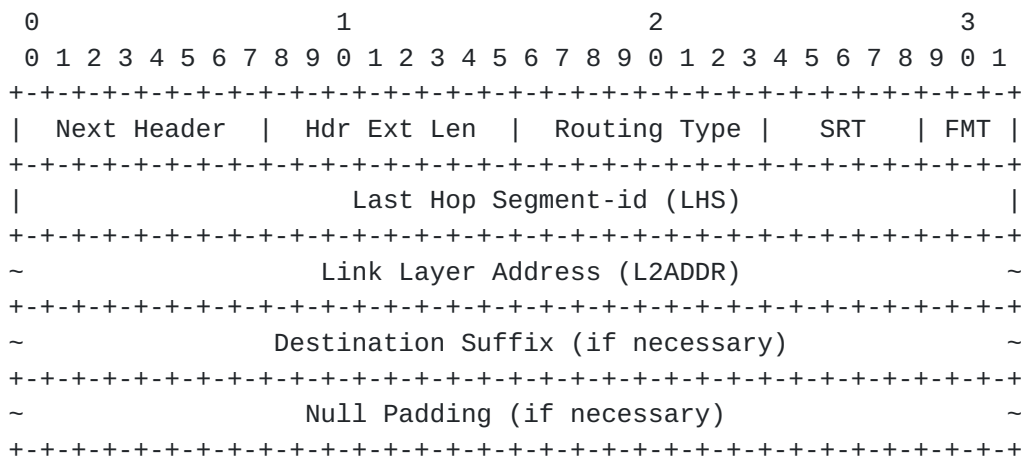 0                   1                   2                   3
 0 1 2 3 4 5 6 7 8 9 0 1 2 3 4 5 6 7 8 9 0 1 2 3 4 5 6 7 8 9 0 1
+-+-+-+-+-+-+-+-+-+-+-+-+-+-+-+-+-+-+-+-+-+-+-+-+-+-+-+-+-+-+-+-+
|  Next Header  |  Hdr Ext Len  |  Routing Type |   SRT   | FMT |
+-+-+-+-+-+-+-+-+-+-+-+-+-+-+-+-+-+-+-+-+-+-+-+-+-+-+-+-+-+-+-+-+
|                     Last Hop Segment-id (LHS)                 |
+-+-+-+-+-+-+-+-+-+-+-+-+-+-+-+-+-+-+-+-+-+-+-+-+-+-+-+-+-+-+-+-+
~                   Link Layer Address (L2ADDR)                 ~
+-+-+-+-+-+-+-+-+-+-+-+-+-+-+-+-+-+-+-+-+-+-+-+-+-+-+-+-+-+-+-+-+
~                Destination Suffix (if necessary)              ~
+-+-+-+-+-+-+-+-+-+-+-+-+-+-+-+-+-+-+-+-+-+-+-+-+-+-+-+-+-+-+-+-+
~                  Null Padding (if necessary)                  ~
+-+-+-+-+-+-+-+-+-+-+-+-+-+-+-+-+-+-+-+-+-+-+-+-+-+-+-+-+-+-+-+-+